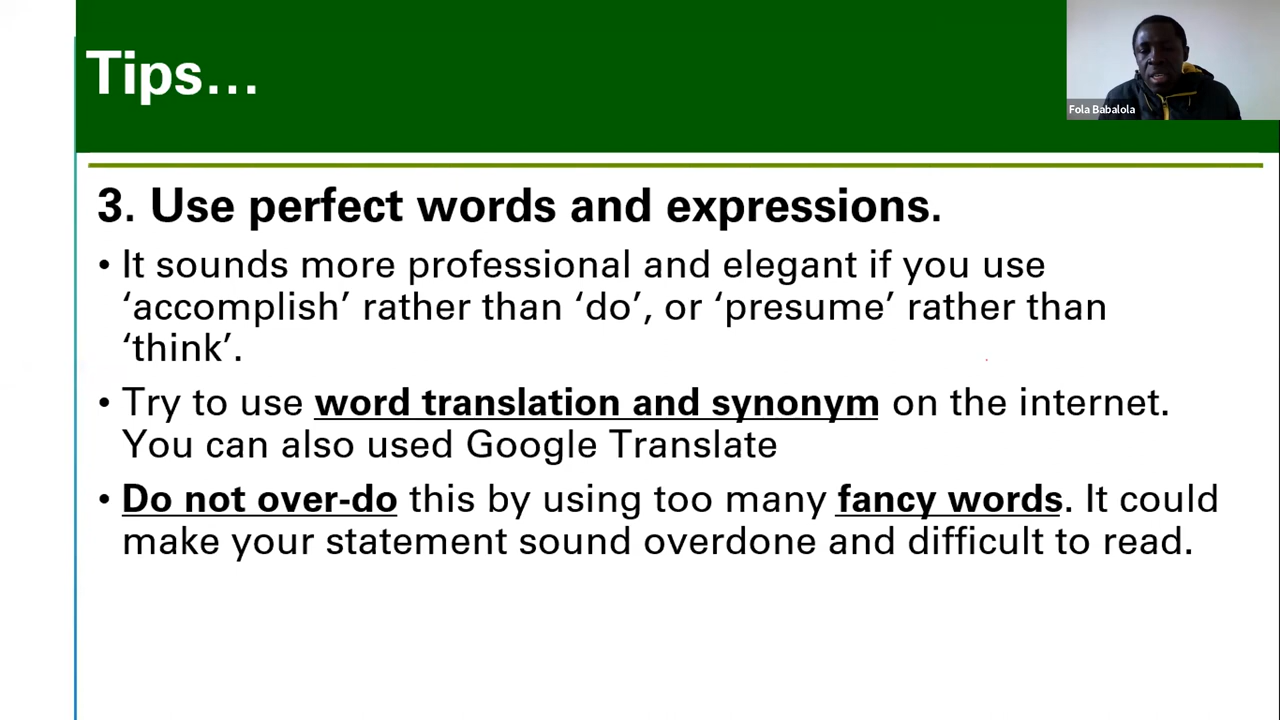 Tips...
Fola Babalola
3. Use perfect words and expressions.
• It sounds more professional and elegant if you use
‘accomplish’ rather than ‘do’, or ‘presume’ rather than
‘think’.
• Try to use word translation and synonym on the internet.
You can also used Google Translate
• Do not over-do this by using too many fancy words. It could
make your statement sound overdone and difficult to read.